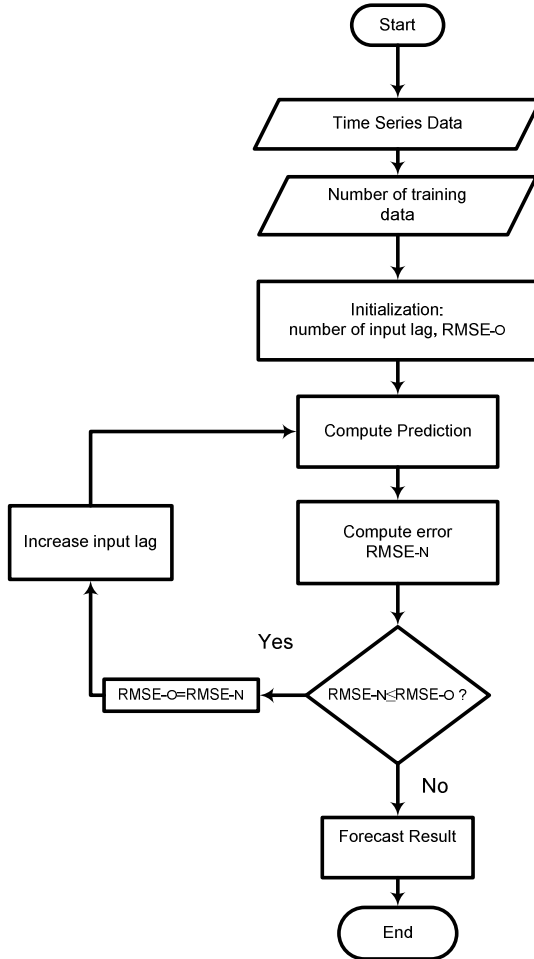 Start
Time Series Data
Number of training
data
Initialization:
number of input lag, RMSE-O
Compute Prediction
Compute error
RMSE-N
Increase input lag
Yes
RMSE-O=RMSE-N
RMSE-N≤RMSE-O ?
No
Forecast Result
End